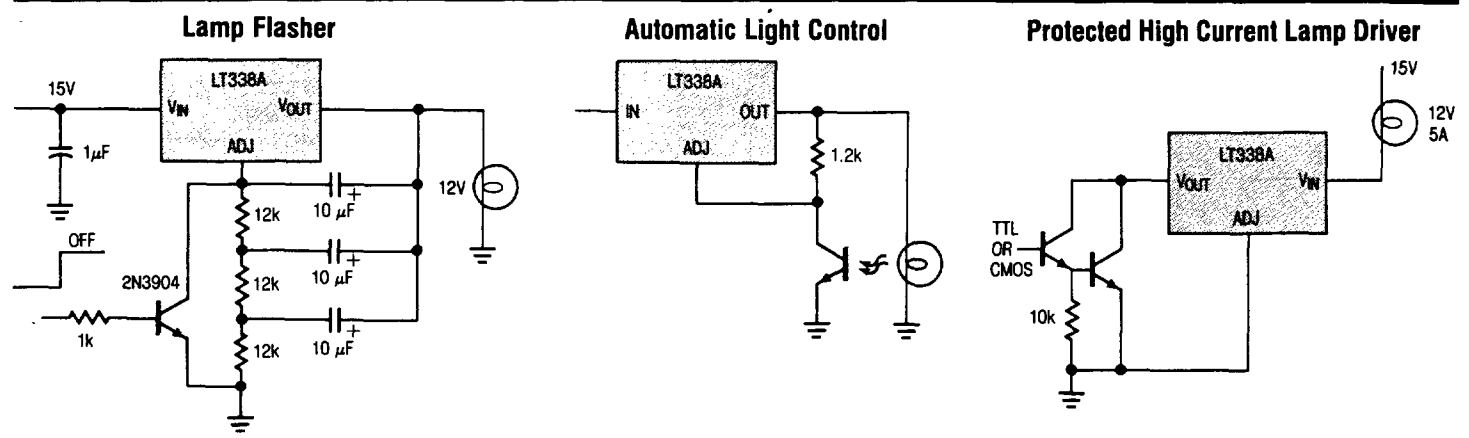 Lamp Flasher
15V
LT338A
VIN
VOUT
ADJ
1μF
12V
12k
10 μF
+
OFF
12k
10 μF
+
2N3904
12k
10 μF
+
1k
Automatic Light Control
LT338A
IN
OUT
ADJ
1.2k
Protected High Current Lamp Driver
15V
12V
5A
LT338A
VOUT
VIN
ADJ
TTL
OR
CMOS
10k